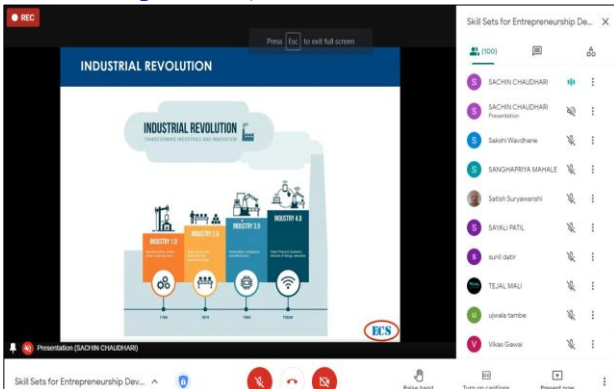 REC
Press Esc to exit full screen
INDUSTRIAL REVOLUTION
INDUSTRIAL REVOLUTION
TRANSFORMING INDUSTRIES AND INNOVATION
INDUSTRY 1.0
INDUSTRY 2.0
INDUSTRY 3.0
INDUSTRY 4.0
1870
1969
TODAY
ECS
Presentation (SACHIN CHAUDHARI)
Skill Sets for Entrepreneurship Dev...
Raise hand
Turn on captions
Present now
Skill Sets for Entrepreneurship De...
(100)
S SACHIN CHAUDHARI
S SACHIN CHAUDHARI
Presentation
S Sakshi Wavdhane
S SANGHAPRIYA MAHALE
Satish Suryawanshi
S SAYALI PATIL
s sunil datir
TEJAL MALI
u ujwala tambe
V Vikas Gawai